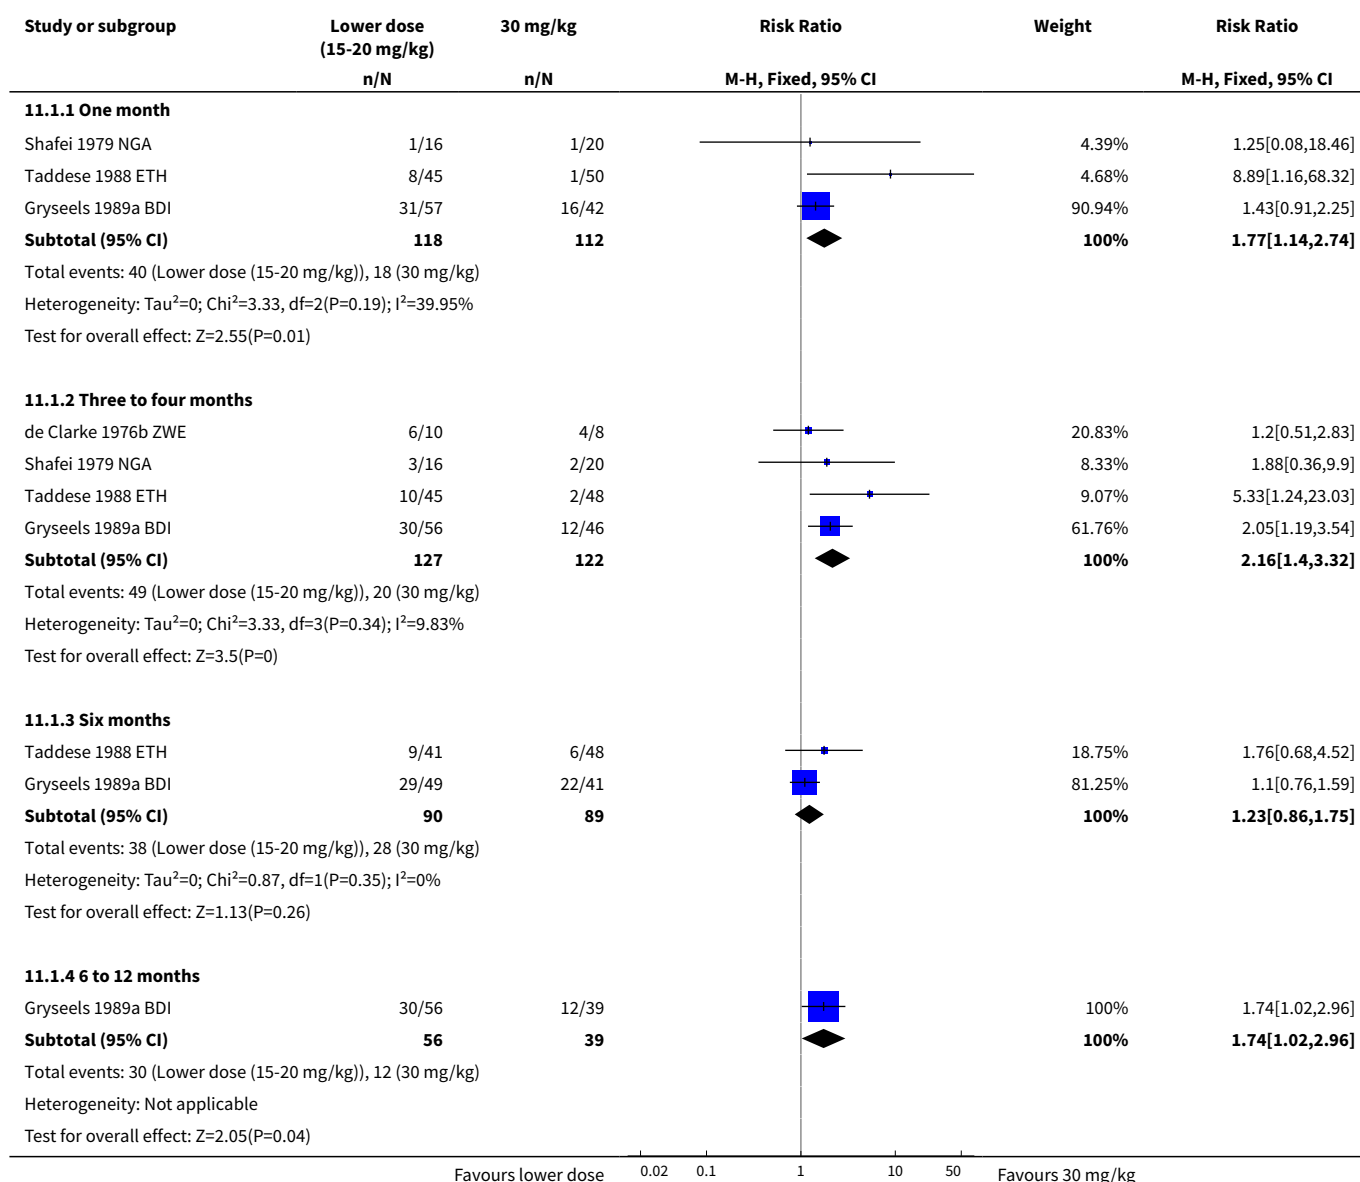 Study or subgroup Lower dose (15-20 mg/kg) 30 mg/kg Risk Ratio Weight Risk Ratio
n/N n/N M-H, Fixed, 95% CI M-H, Fixed, 95% CI
11.1.1 One month
Shafei 1979 NGA 1/16 1/20 4.39% 1.25[0.08,18.46]
Taddese 1988 ETH 8/45 1/50 4.68% 8.89[1.16,68.32]
Gryseels 1989a BDI 31/57 16/42 90.94% 1.43[0.91,2.25]
Subtotal (95% CI) 118 112 100% 1.77[1.14,2.74]
Total events: 40 (Lower dose (15-20 mg/kg)), 18 (30 mg/kg)
Heterogeneity: Tau²=0; Chi²=3.33, df=2(P=0.19); I²=39.95%
Test for overall effect: Z=2.55(P=0.01)
11.1.2 Three to four months
de Clarke 1976b ZWE 6/10 4/8 20.83% 1.2[0.51,2.83]
Shafei 1979 NGA 3/16 2/20 8.33% 1.88[0.36,9.9]
Taddese 1988 ETH 10/45 2/48 9.07% 5.33[1.24,23.03]
Gryseels 1989a BDI 30/56 12/46 61.76% 2.05[1.19,3.54]
Subtotal (95% CI) 127 122 100% 2.16[1.4,3.32]
Total events: 49 (Lower dose (15-20 mg/kg)), 20 (30 mg/kg)
Heterogeneity: Tau²=0; Chi²=3.33, df=3(P=0.34); I²=9.83%
Test for overall effect: Z=3.5(P=0)
11.1.3 Six months
Taddese 1988 ETH 9/41 6/48 18.75% 1.76[0.68,4.52]
Gryseels 1989a BDI 29/49 22/41 81.25% 1.1[0.76,1.59]
Subtotal (95% CI) 90 89 100% 1.23[0.86,1.75]
Total events: 38 (Lower dose (15-20 mg/kg)), 28 (30 mg/kg)
Heterogeneity: Tau²=0; Chi²=0.87, df=1(P=0.35); I²=0%
Test for overall effect: Z=1.13(P=0.26)
11.1.4 6 to 12 months
Gryseels 1989a BDI 30/56 12/39 100% 1.74[1.02,2.96]
Subtotal (95% CI) 56 39 100% 1.74[1.02,2.96]
Total events: 30 (Lower dose (15-20 mg/kg)), 12 (30 mg/kg)
Heterogeneity: Not applicable
Test for overall effect: Z=2.05(P=0.04)
Favours lower dose 0.02 0.1 1 10 50 Favours 30 mg/kg